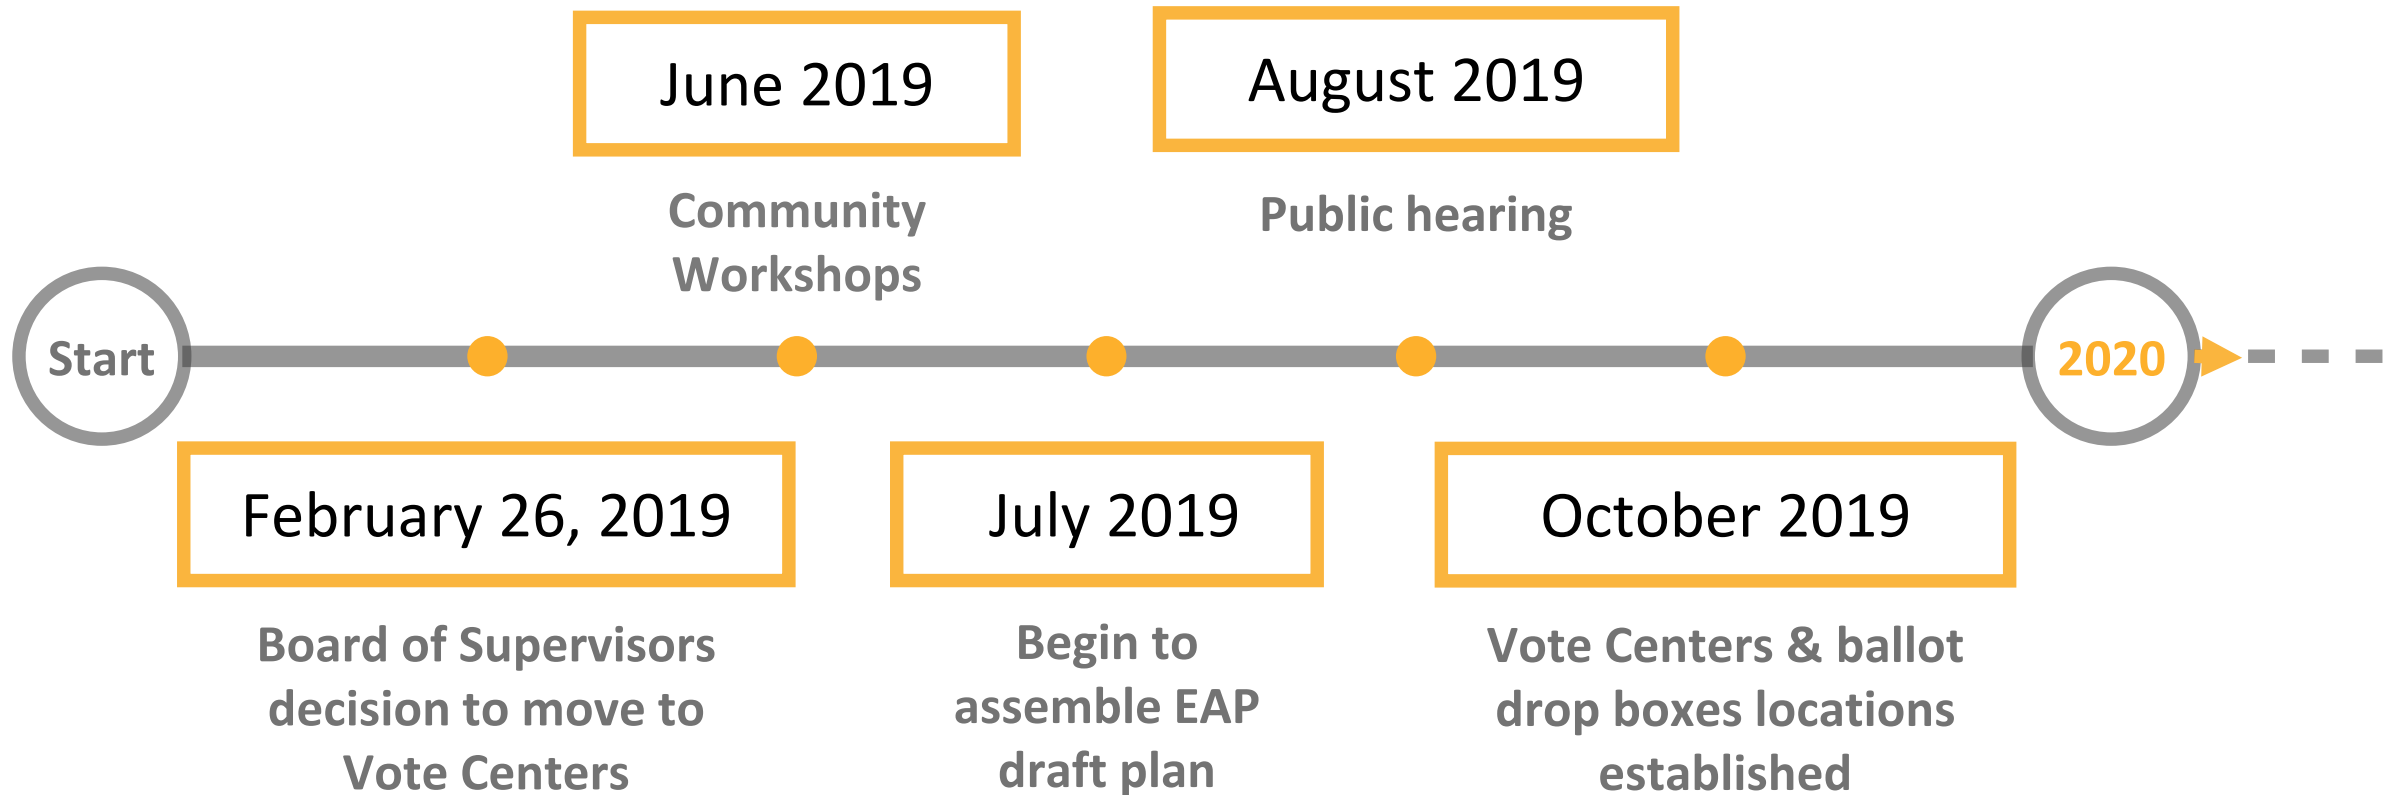 June 2019
August 2019
Community
Workshops
Public hearing
Start
2020
February 26, 2019
July 2019
October 2019
Board of Supervisors
decision to move to
Vote Centers
Begin to
assemble EAP
draft plan
Vote Centers & ballot
drop boxes locations
established